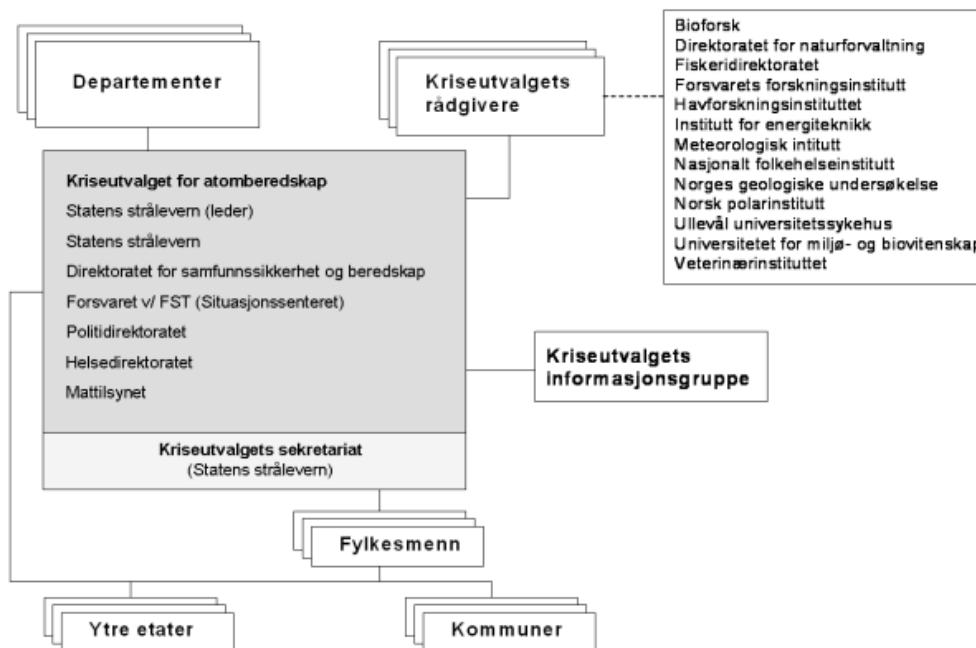 Departementer
Kriseutvalgets
rådgivere
Bioforsk
Direktoratet for naturforvaltning
Fiskeridirektoratet
Forsvarets forskningsinstitutt
Havforskningsinstituttet
Institutt for energiteknikk
Meteorologisk intitutt
Nasjonalt folkehelseinstitutt
Norges geologiske undersøkelse
Norsk polarinstitutt
Ullevål universitetssykehus
Universitetet for miljø- og biovitenskap
Veterinærinstituttet
Kriseutvalget for atomberedskap
Statens strålevern (leder)
Statens strålevern
Direktoratet for samfunnssikkerhet og beredskap
Forsvaret v/ FST (Situasjonssenteret)
Politidirektoratet
Helsedirektoratet
Mattilsynet
Kriseutvalgets
informasjonsgruppe
Kriseutvalgets sekretariat
(Statens strålevern)
Fylkesmenn
Ytre etater
Kommuner